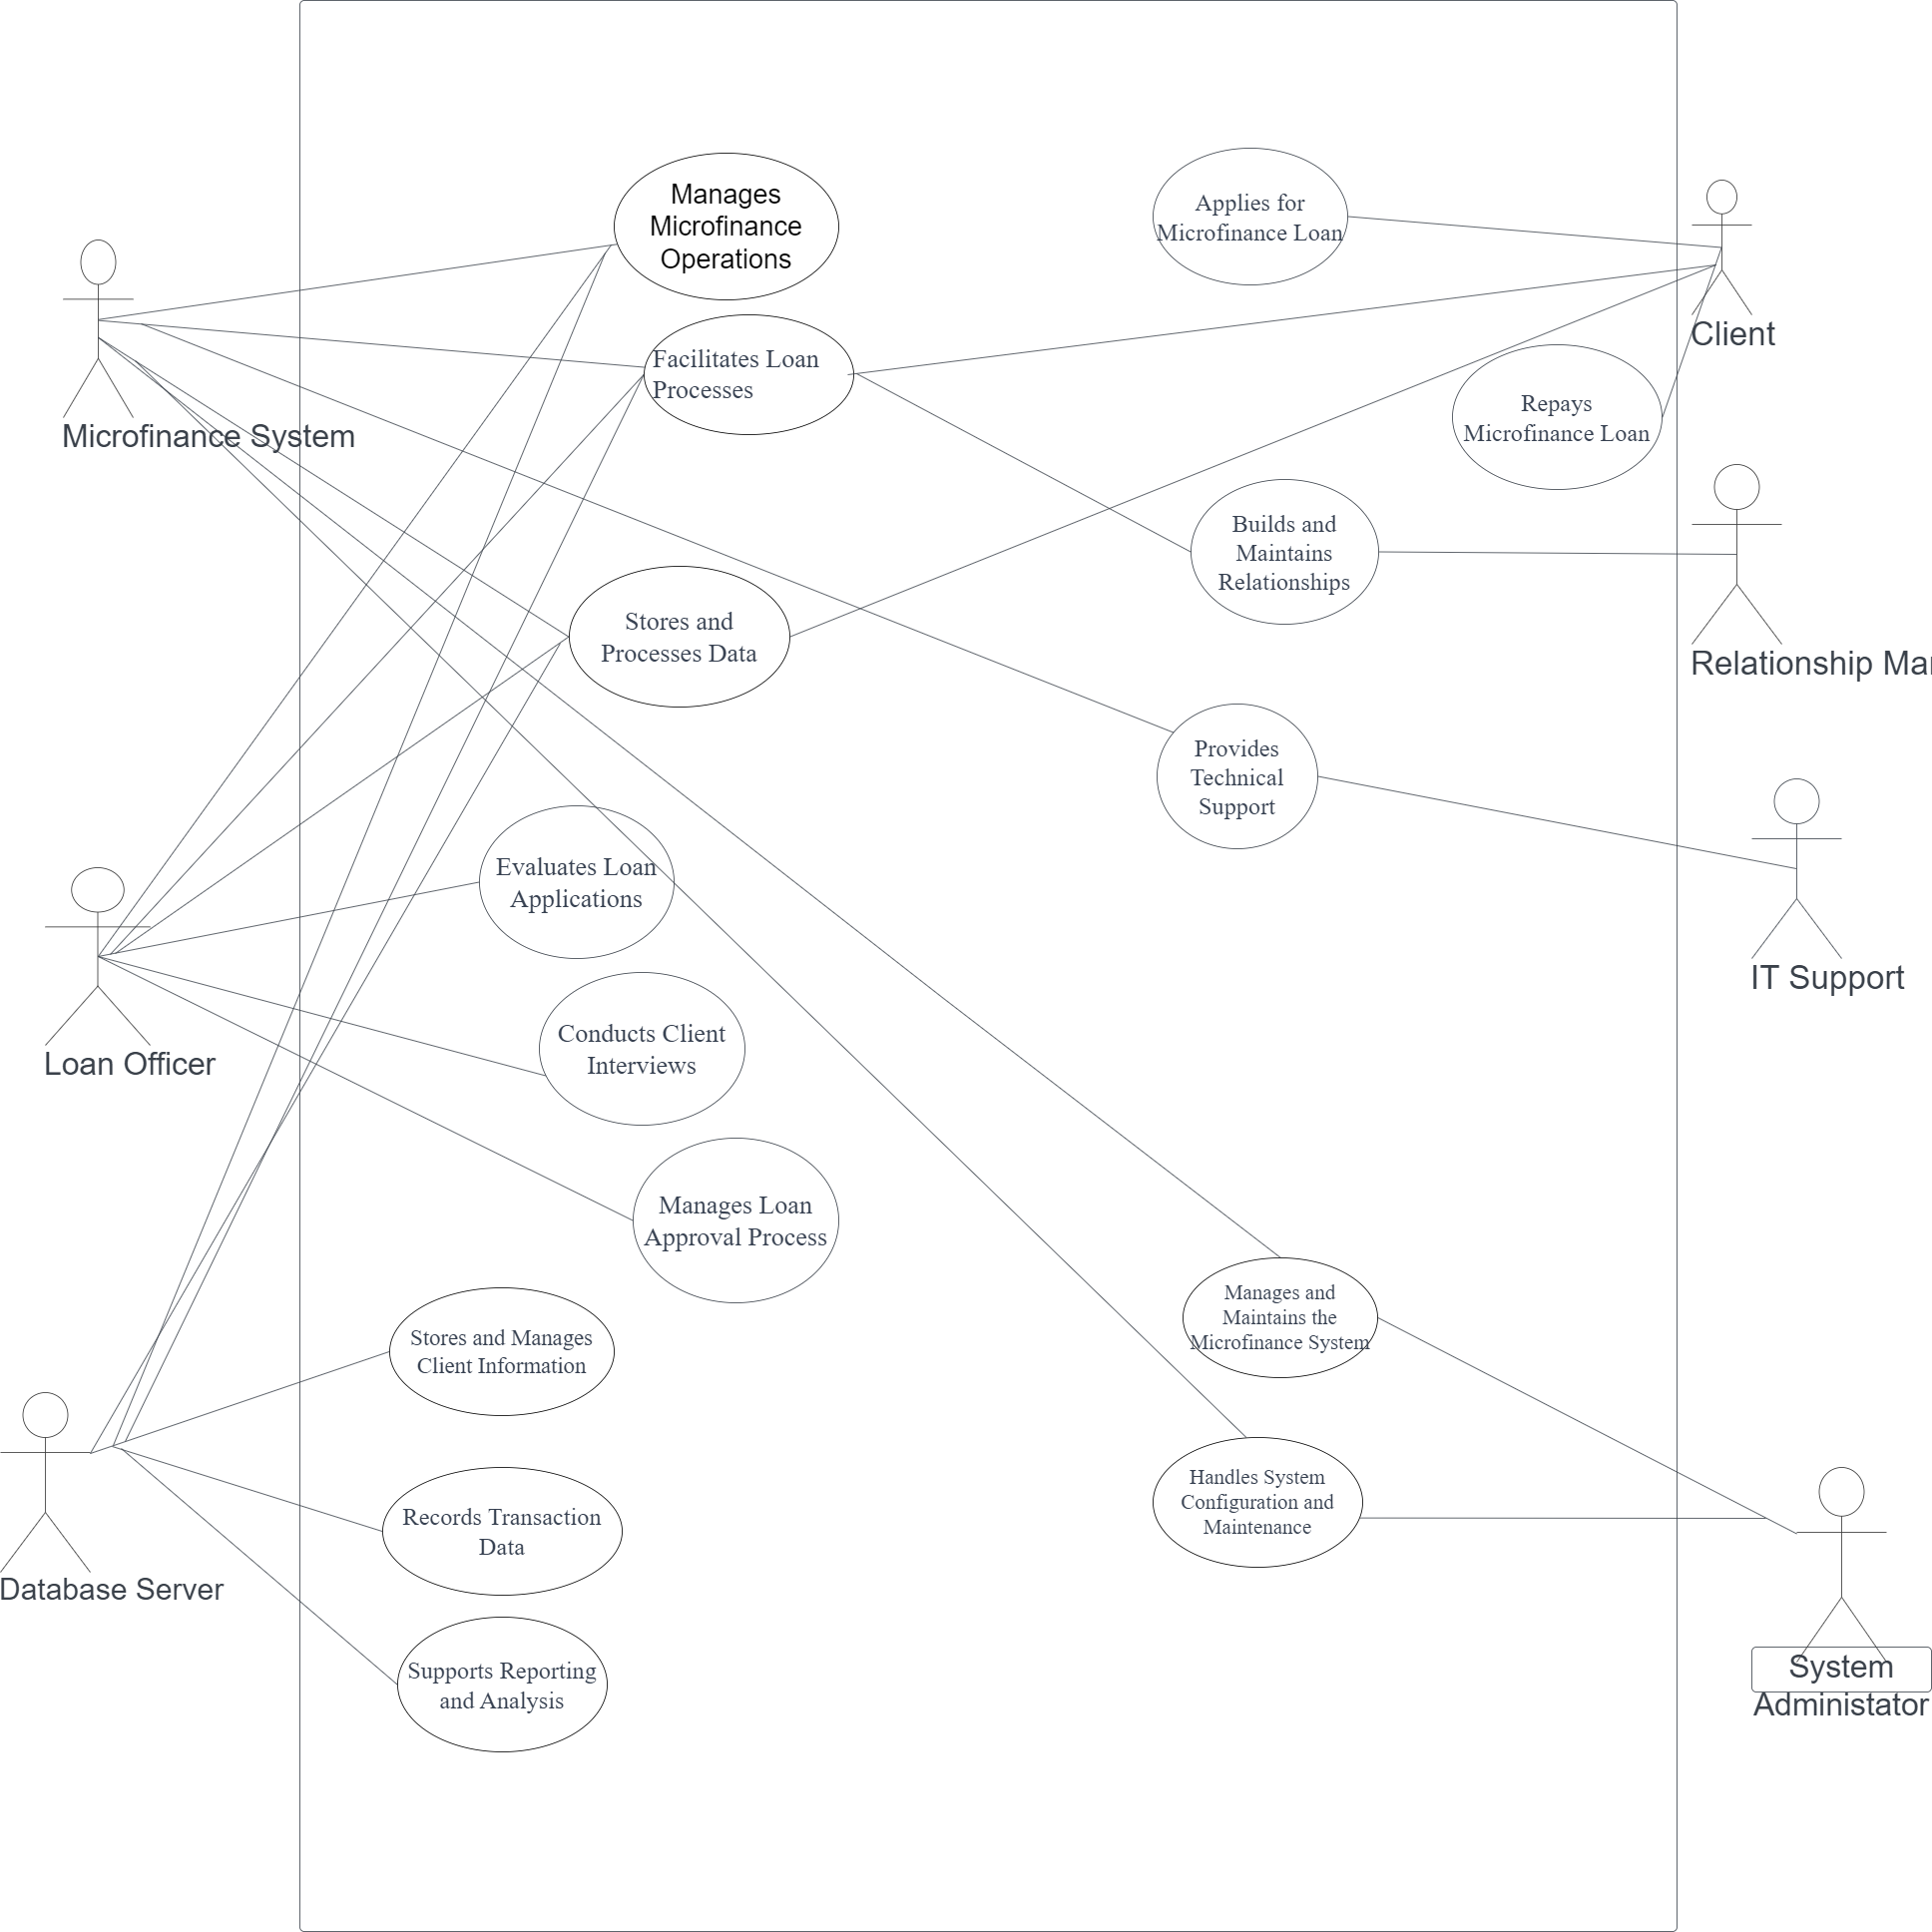 Manages
Microfinance
Operations
Applies for
Microfinance Loan
Client
Facilitates Loan
Processes
Repays
Microfinance Loan
Microfinance System
Builds and
Maintains
Relationships
Stores and
Processes Data
Relationship Mar
Provides
Technical
Support
Evaluates Loan
Applications
IT Support
Conducts Client
Interviews
Loan Officer
Manages Loan
Approval Process
Manages and
Maintains the
Microfinance System
Stores and Manages
Client Information
Handles System
Configuration and
Maintenance
Records Transaction
Data
Database Server
Supports Reporting
and Analysis
System
Administator